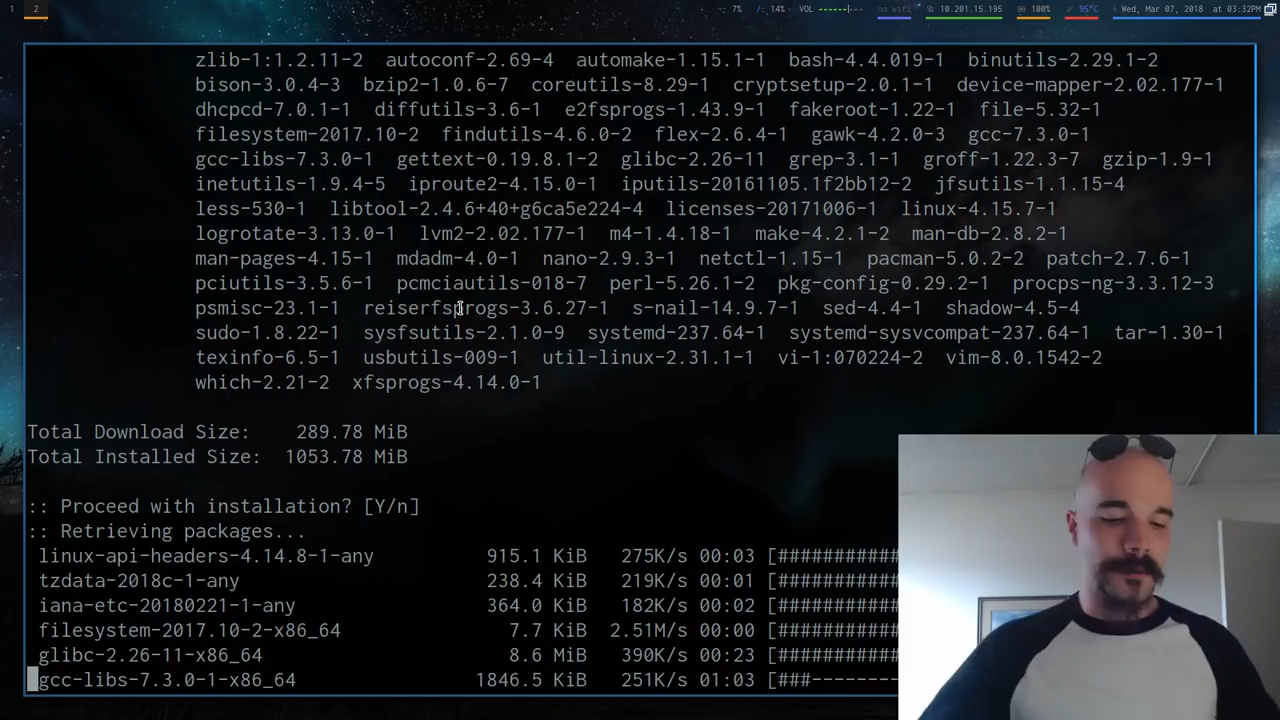 1 2 : 7% /: 14% VOL no wifi 10.201.15.195 100% 95°C Wed, Mar 07, 2018 at 03:32PM
zlib-1:1.2.11-2 autoconf-2.69-4 automake-1.15.1-1 bash-4.4.019-1 binutils-2.29.1-2
bison-3.0.4-3 bzip2-1.0.6-7 coreutils-8.29-1 cryptsetup-2.0.1-1 device-mapper-2.02.177-1
dhcpcd-7.0.1-1 diffutils-3.6-1 e2fsprogs-1.43.9-1 fakeroot-1.22-1 file-5.32-1
filesystem-2017.10-2 findutils-4.6.0-2 flex-2.6.4-1 gawk-4.2.0-3 gcc-7.3.0-1
gcc-libs-7.3.0-1 gettext-0.19.8.1-2 glibc-2.26-11 grep-3.1-1 groff-1.22.3-7 gzip-1.9-1
inetutils-1.9.4-5 iproute2-4.15.0-1 iputils-20161105.1f2bb12-2 jfsutils-1.1.15-4
less-530-1 libtool-2.4.6+40+g6ca5e224-4 licenses-20171006-1 linux-4.15.7-1
logrotate-3.13.0-1 lvm2-2.02.177-1 m4-1.4.18-1 make-4.2.1-2 man-db-2.8.2-1
man-pages-4.15-1 mdadm-4.0-1 nano-2.9.3-1 netctl-1.15-1 pacman-5.0.2-2 patch-2.7.6-1
pciutils-3.5.6-1 pcmciautils-018-7 perl-5.26.1-2 pkg-config-0.29.2-1 procps-ng-3.3.12-3
psmisc-23.1-1 reiserfsprogs-3.6.27-1 s-nail-14.9.7-1 sed-4.4-1 shadow-4.5-4
sudo-1.8.22-1 sysfsutils-2.1.0-9 systemd-237.64-1 systemd-sysvcompat-237.64-1 tar-1.30-1
texinfo-6.5-1 usbutils-009-1 util-linux-2.31.1-1 vi-1:070224-2 vim-8.0.1542-2
which-2.21-2 xfsprogs-4.14.0-1
Total Download Size: 289.78 MiB
Total Installed Size: 1053.78 MiB
:: Proceed with installation? [Y/n]
:: Retrieving packages...
linux-api-headers-4.14.8-1-any 915.1 KiB 275K/s 00:03 [###########
tzdata-2018c-1-any 238.4 KiB 219K/s 00:01 [###########
iana-etc-20180221-1-any 364.0 KiB 182K/s 00:02 [###########
filesystem-2017.10-2-x86_64 7.7 KiB 2.51M/s 00:00 [###########
glibc-2.26-11-x86_64 8.6 MiB 390K/s 00:23 [###########
gcc-libs-7.3.0-1-x86_64 1846.5 KiB 251K/s 01:03 [###--------